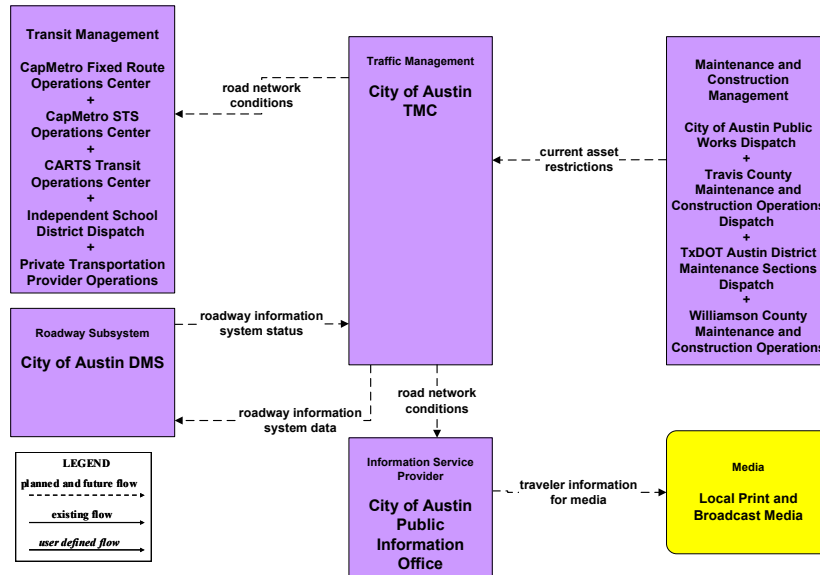 Transit Management
CapMetro Fixed Route
Operations Center
+
CapMetro STS
Operations Center
+
CARTS Transit
Operations Center
+
Independent School
District Dispatch
+
Private Transportation
Provider Operations
road network
conditions
Traffic Management
City of Austin
TMC
current asset
restrictions
Maintenance and
Construction
Management
City of Austin Public
Works Dispatch
+
Travis County
Maintenance and
Construction Operations
Dispatch
+
TxDOT Austin District
Maintenance Sections
Dispatch
+
Williamson County
Maintenance and
Construction Operations
Roadway Subsystem
City of Austin DMS
roadway information
system status
roadway information
system data
road network
conditions
LEGEND
planned and future flow
existing flow
user defined flow
Information Service
Provider
City of Austin
Public
Information
Office
traveler information
for media
Media
Local Print and
Broadcast Media